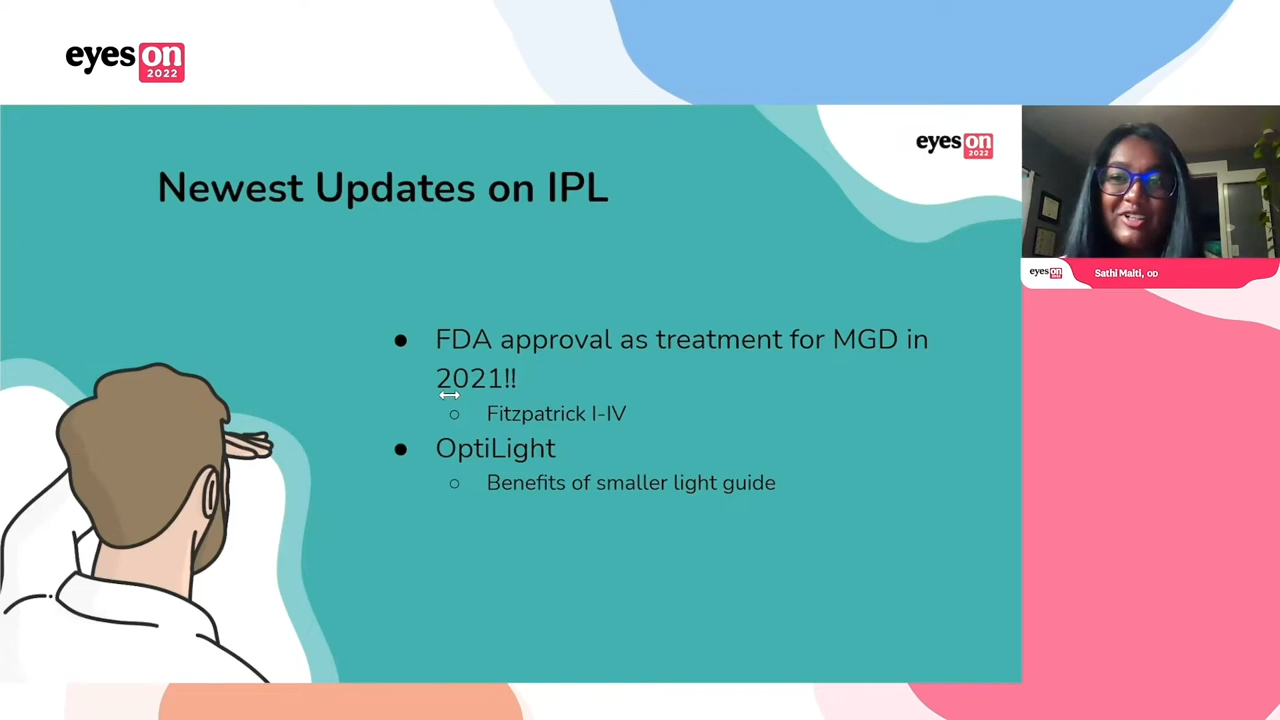 eyes on
2022
eyes on
2022
Newest Updates on IPL
FDA approval as treatment for MGD in
2021!!
Fitzpatrick I-IV
OptiLight
Benefits of smaller light guide
eyes on
Sathi Maiti, OD